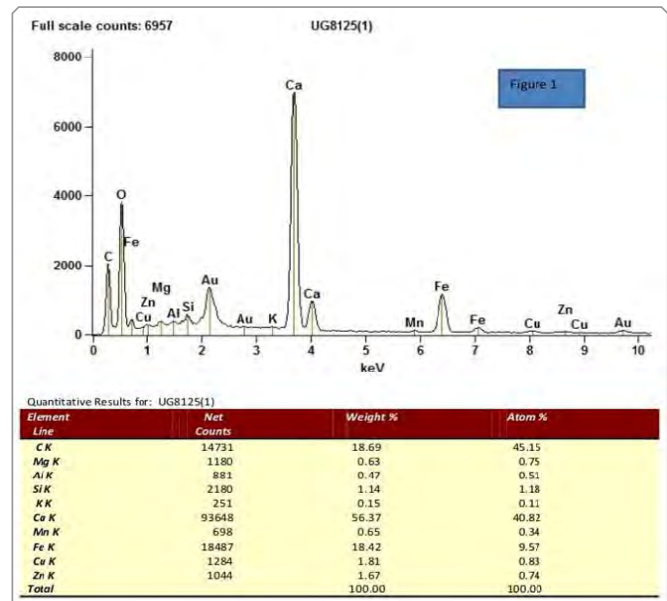 Full scale counts: 6957 UG8125(1)
Figure 1
8000
6000
4000
2000
0
C O Fe Cu Zn Mg Al Si Au Au K Ca Ca Mn Fe Fe Cu Zn Cu Au
0 1 2 3 4 5 6 7 8 9 10
keV
Quantitative Results for: UG8125(1)
Element Net Weight % Atom %
Line Counts
C K 14731 18.69 45.15
Mg K 1180 0.63 0.75
Al K 881 0.47 0.51
Si K 2180 1.14 1.18
K K 251 0.15 0.11
Ca K 93648 56.37 40.82
Mn K 698 0.65 0.34
Fe K 18487 18.42 9.57
Cu K 1284 1.81 0.83
Zn K 1044 1.67 0.74
Total 100.00 100.00